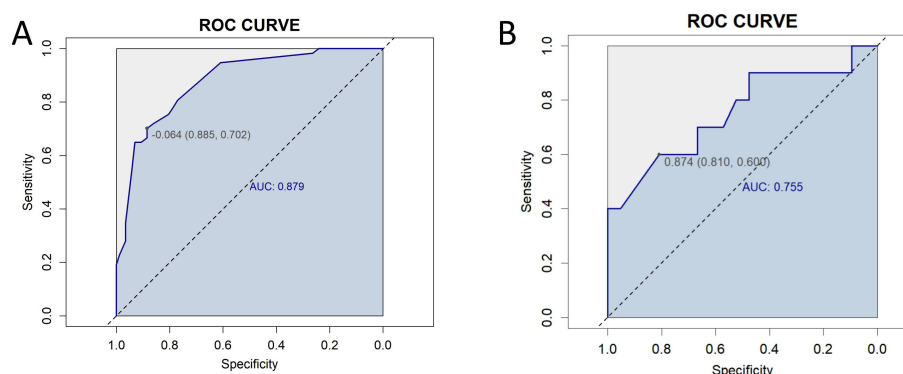 A
ROC CURVE
Sensitivity
1.0
0.8
0.6
0.4
0.2
0.0
-0.064 (0.885, 0.702)
AUC: 0.879
1.0 0.8 0.6 0.4 0.2 0.0
Specificity
B
ROC CURVE
Sensitivity
1.0
0.8
0.6
0.4
0.2
0.0
0.874 (0.810, 0.600)
AUC: 0.755
1.0 0.8 0.6 0.4 0.2 0.0
Specificity